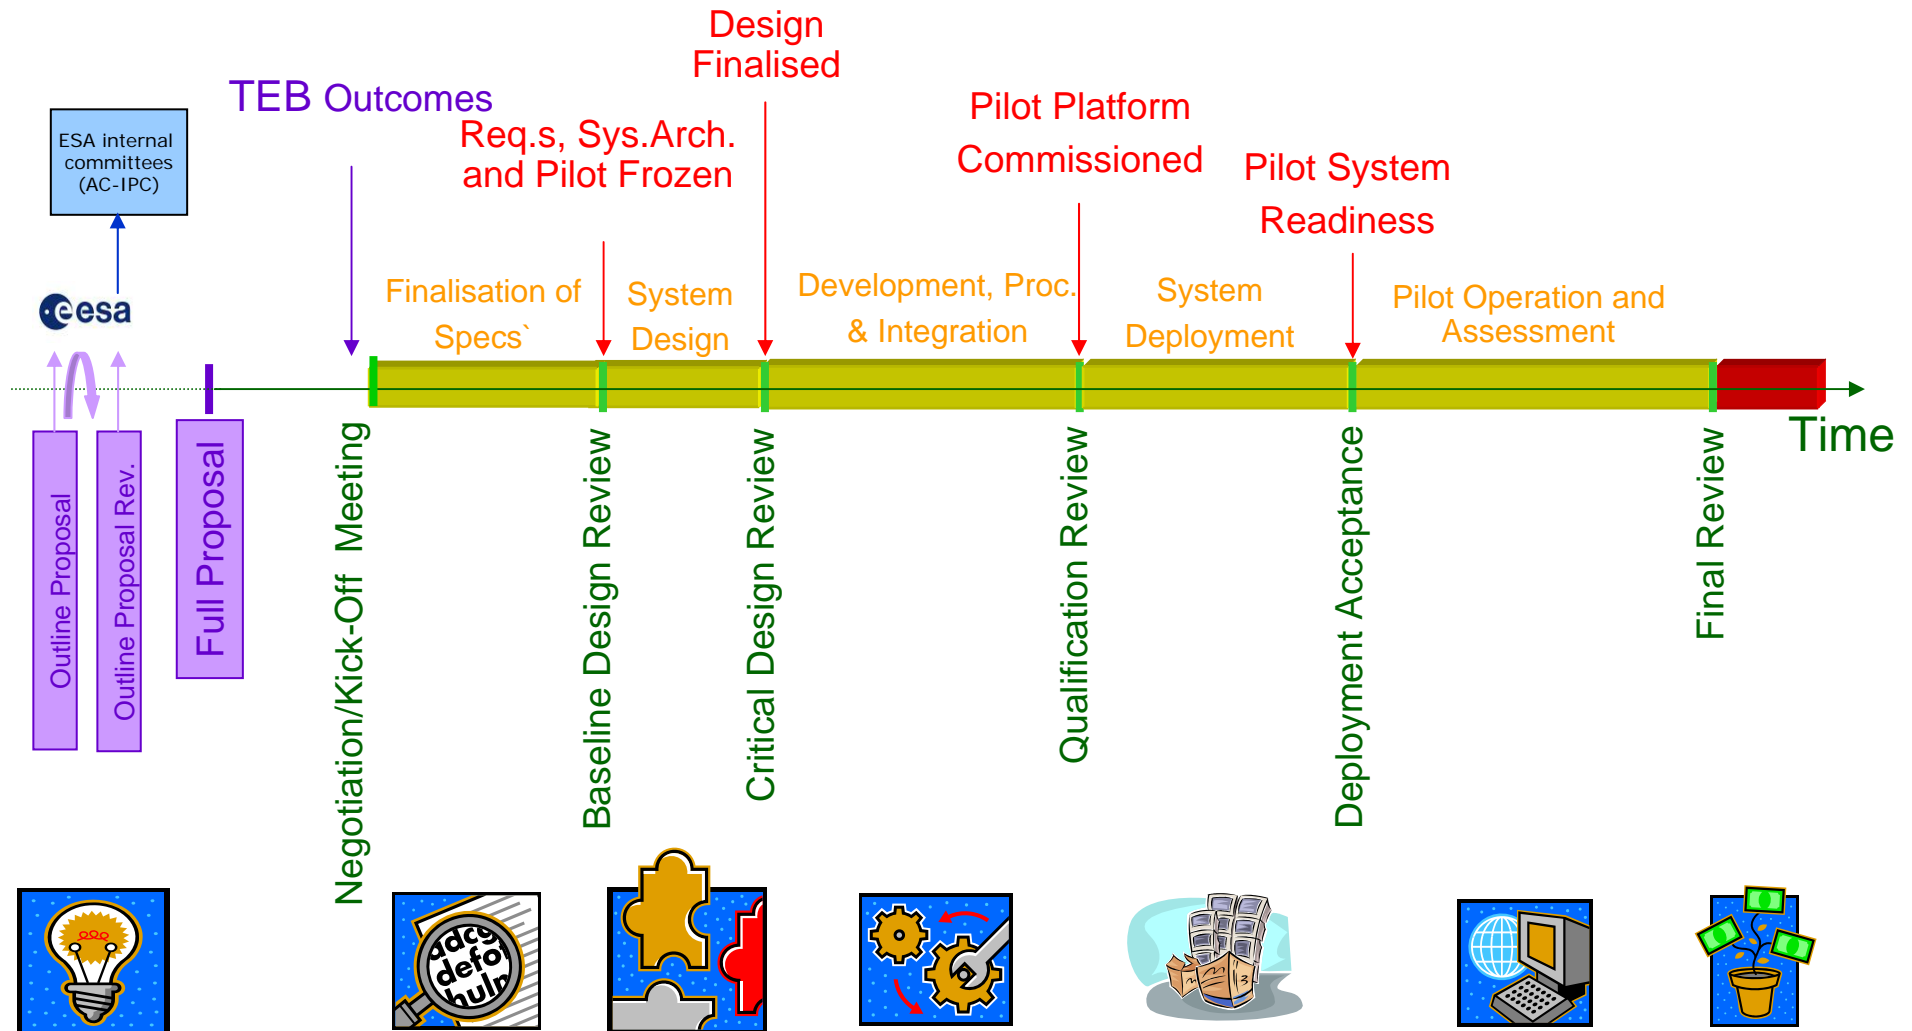 Design
Finalised
TEB Outcomes
Req.s, Sys.Arch.
and Pilot Frozen
Pilot Platform
Commissioned
Pilot System
Readiness
ESA internal
committees
(AC-IPC)
esa
Finalisation of
Specs`
System
Design
Development, Proc.
& Integration
System
Deployment
Pilot Operation and
Assessment
Time
Outline Proposal
Outline Proposal Rev.
Full Proposal
Negotiation/Kick-Off Meeting
Baseline Design Review
Critical Design Review
Qualification Review
Deployment Acceptance
Final Review